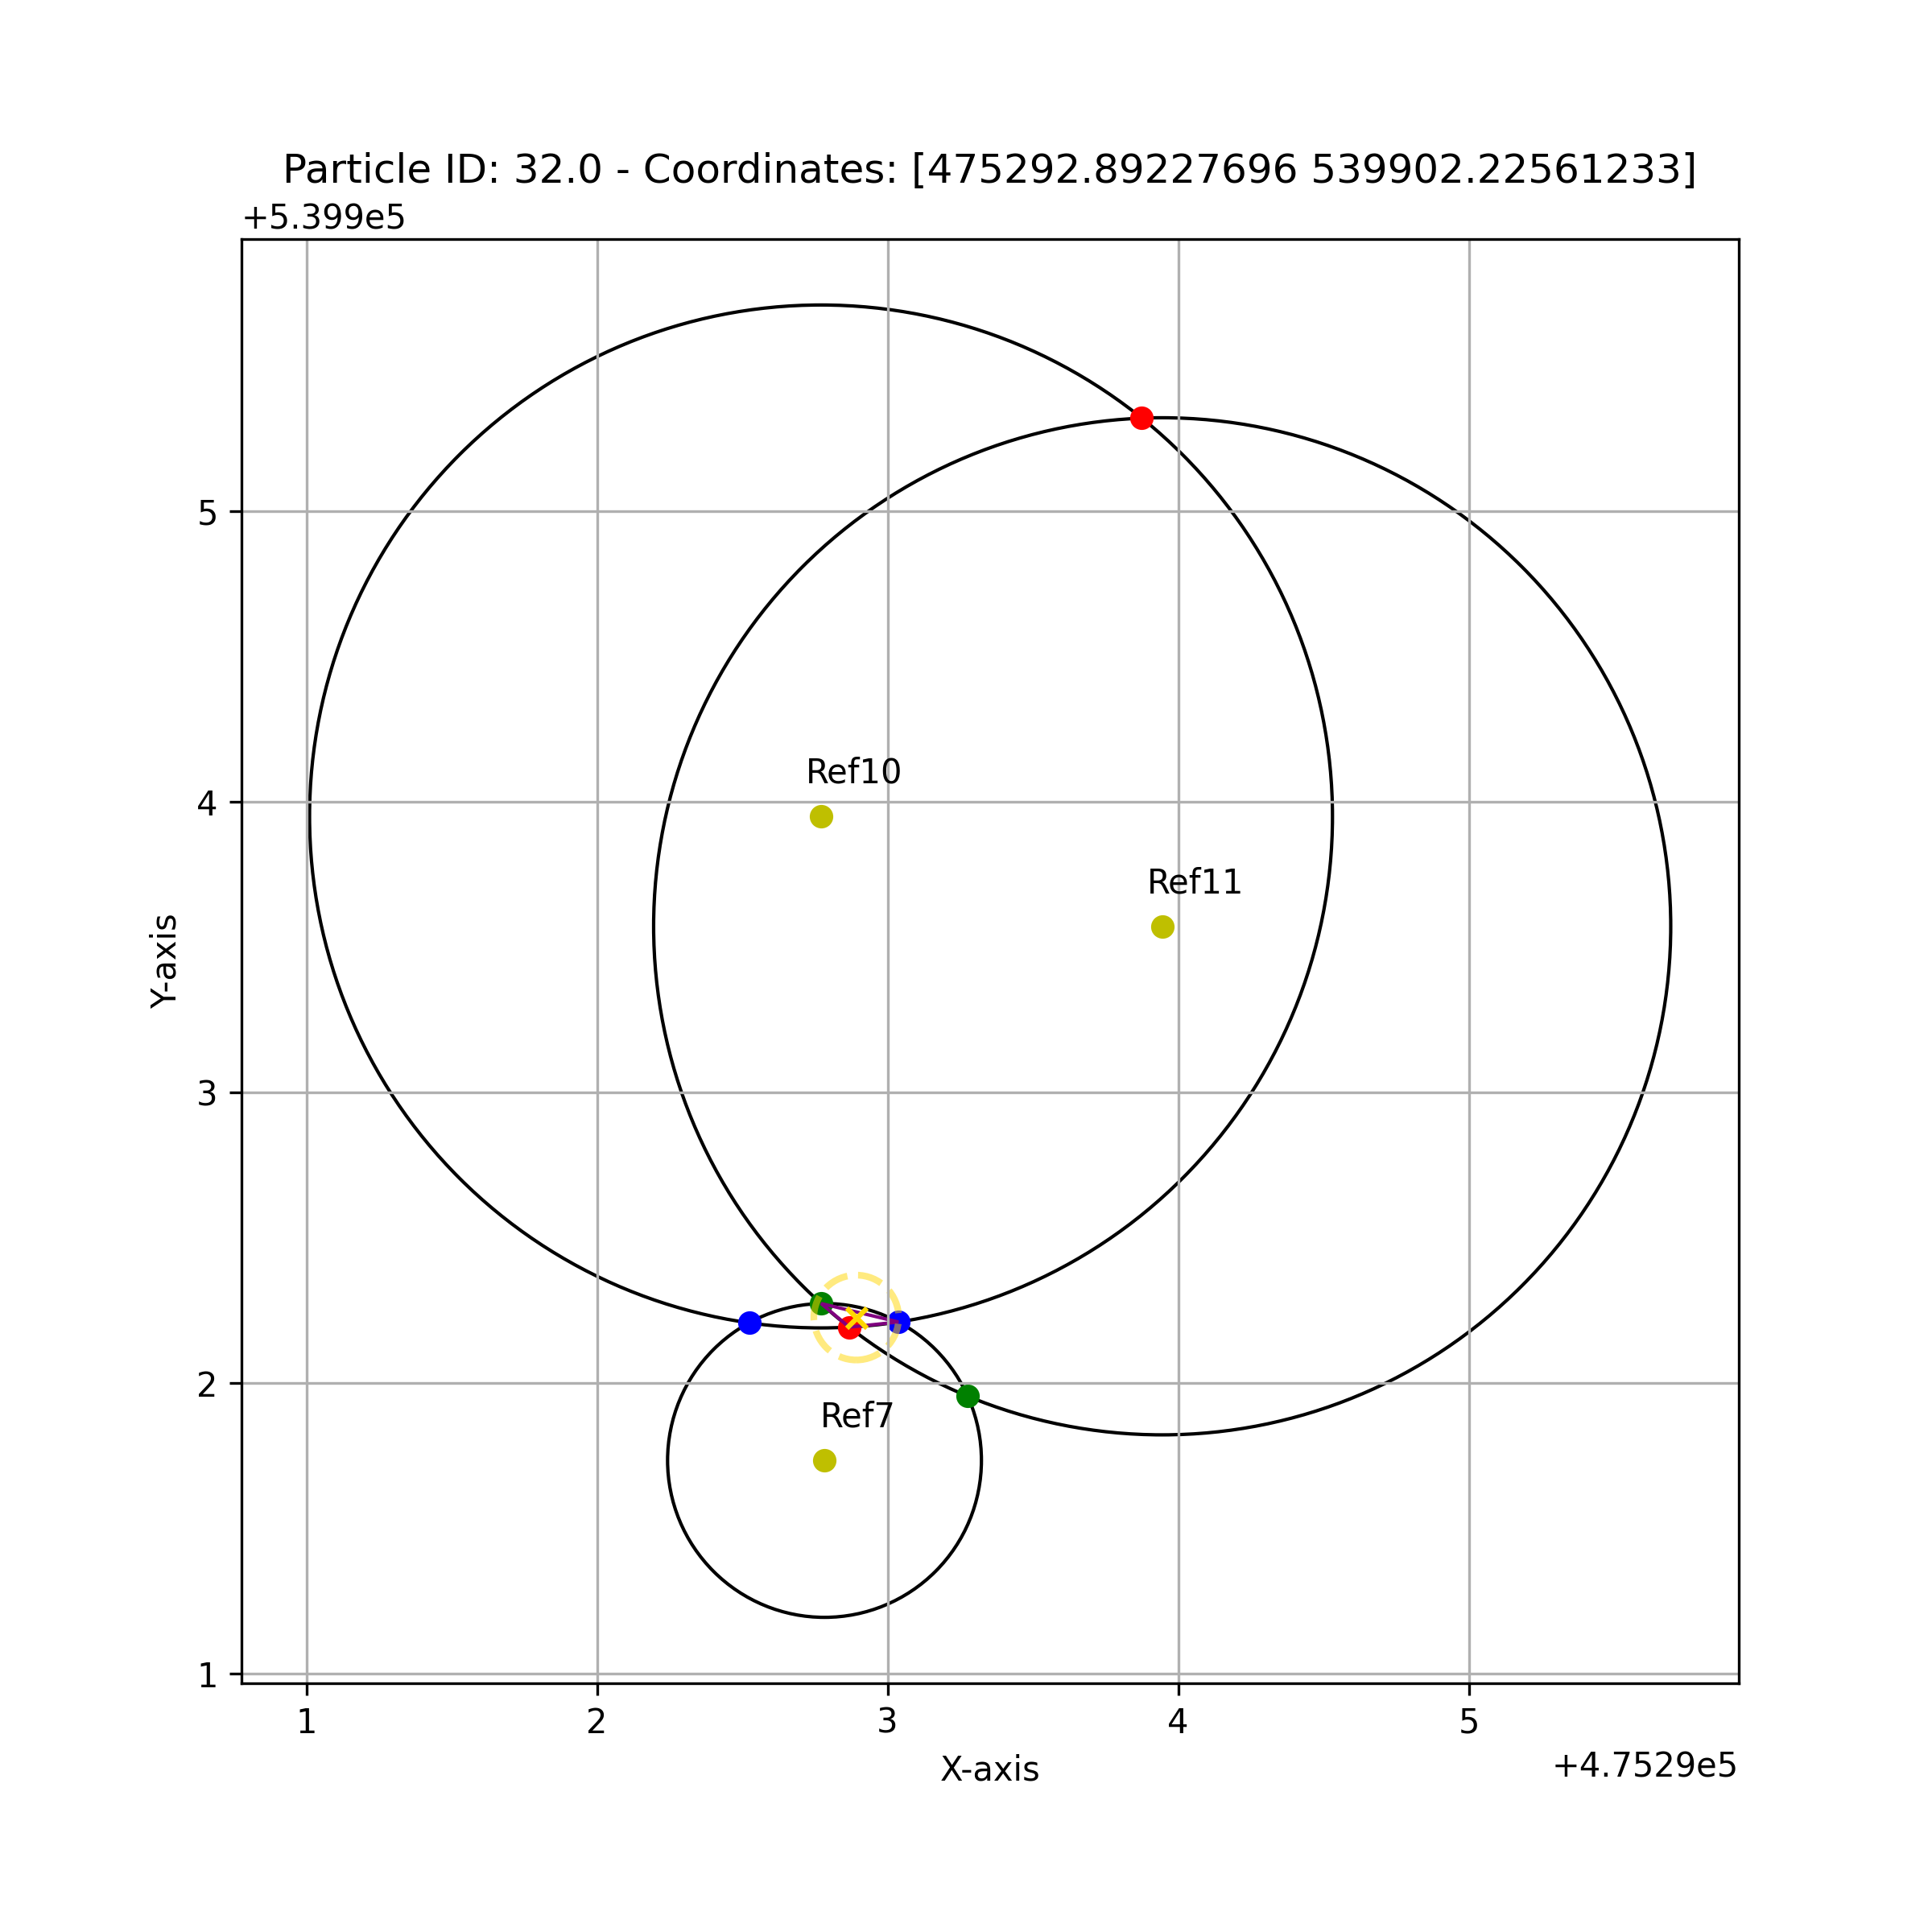 Particle ID: 32.0 - Coordinates: [475292.89227696 539902.22561233]
+5.399e5
5
Ref10
4
Ref11
Y-axis
3
2
Ref7
1
1 2 3 4 5
X-axis
+4.7529e5